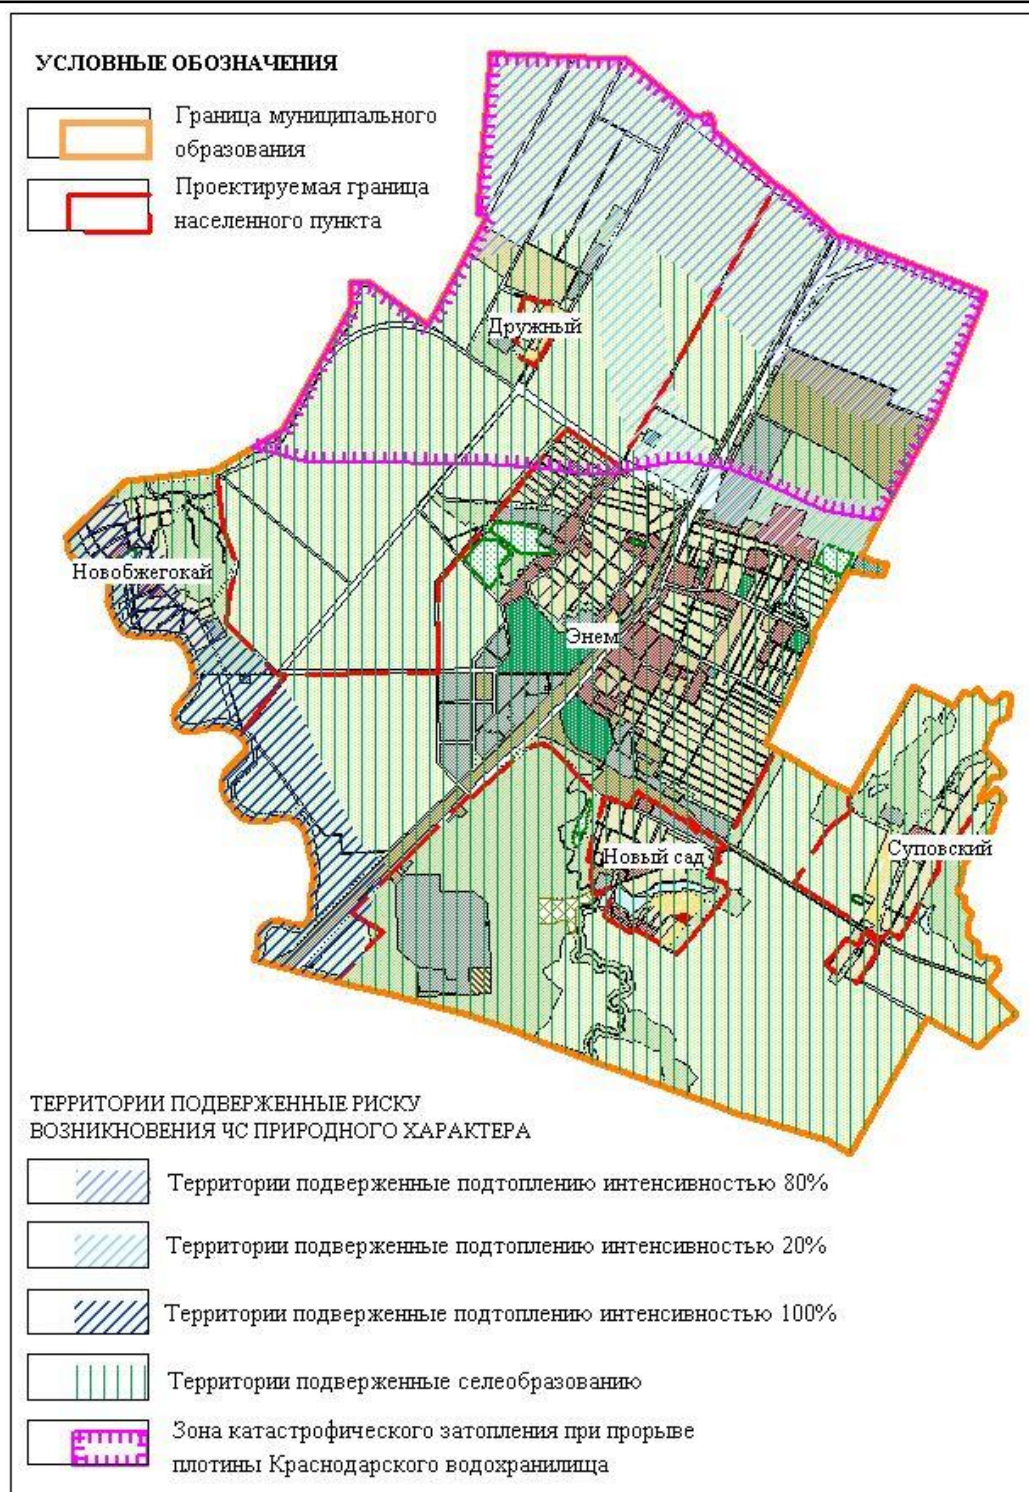 УСЛОВНЫЕ ОБОЗНАЧЕНИЯ
Граница муниципального
образования
Проектируемая граница
населенного пункта
Дружный
Новобжегокай
Энем
Новый сад
Суповский
ТЕРРИТОРИИ ПОДВЕРЖЕННЫЕ РИСКУ
ВОЗНИКНОВЕНИЯ ЧС ПРИРОДНОГО ХАРАКТЕРА
Территории подверженные подтоплению интенсивностью 80%
Территории подверженные подтоплению интенсивностью 20%
Территории подверженные подтоплению интенсивностью 100%
Территории подверженные селеобразованию
Зона катастрофического затопления при прорыве
плотины Краснодарского водохранилища